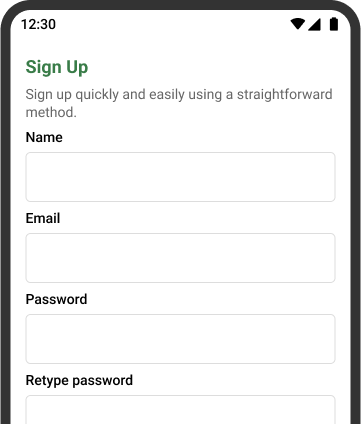 12:30
Sign Up
Sign up quickly and easily using a straightforward
method.
Name
Email
Password
Retype password